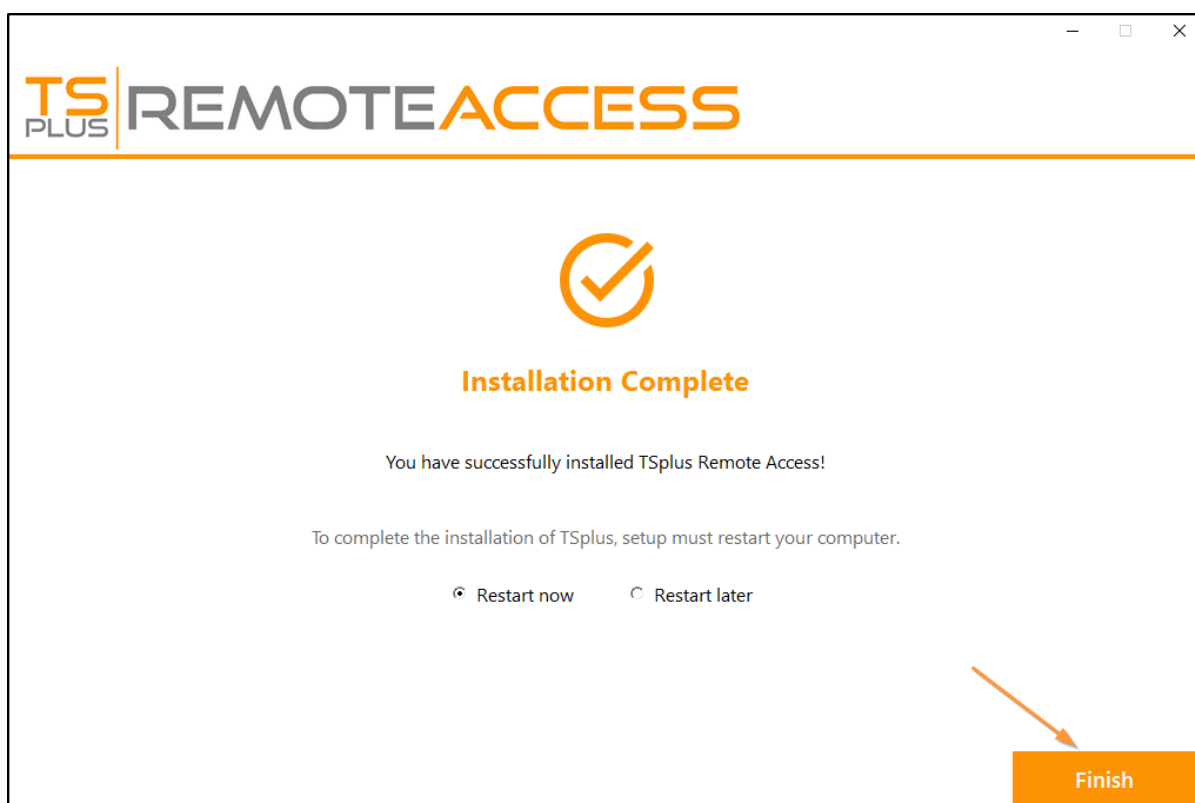 TS PLUS REMOTEACCESS
Installation Complete
You have successfully installed TSplus Remote Access!
To complete the installation of TSplus, setup must restart your computer.
Restart now Restart later
Finish